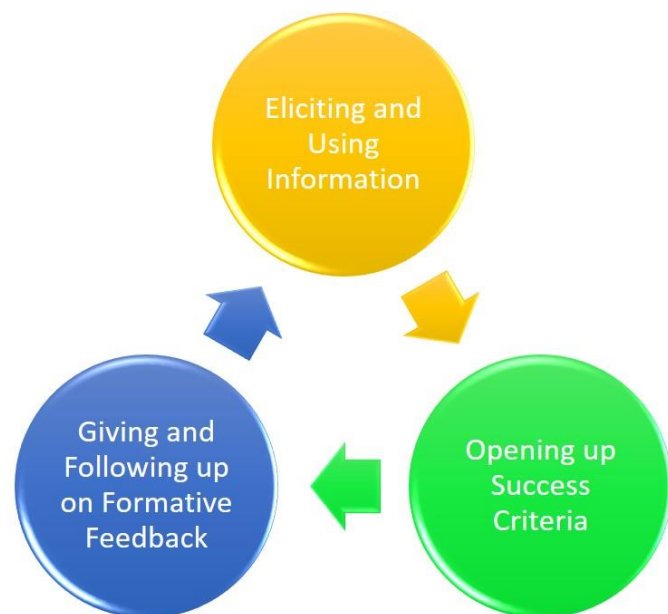 Eliciting and
Using
Information
Opening up
Success
Criteria
Giving and
Following up
on Formative
Feedback